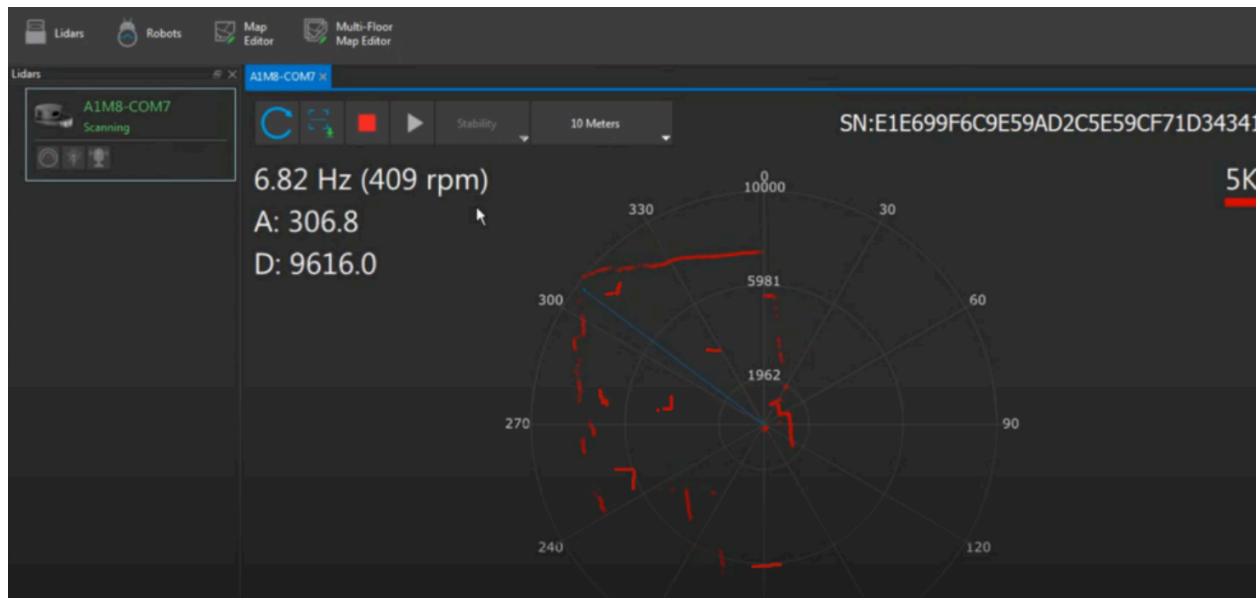 Lidars
Robots
Map
Editor
Multi-Floor
Map Editor
Lidars
A1M8-COM7
A1M8-COM7
Scanning
Stability
10 Meters
SN:E1E699F6C9E59AD2C5E59CF71D34341
6.82 Hz (409 rpm)
A: 306.8
D: 9616.0
5K
0
10000
330
30
5981
300
60
1962
270
90
240
120